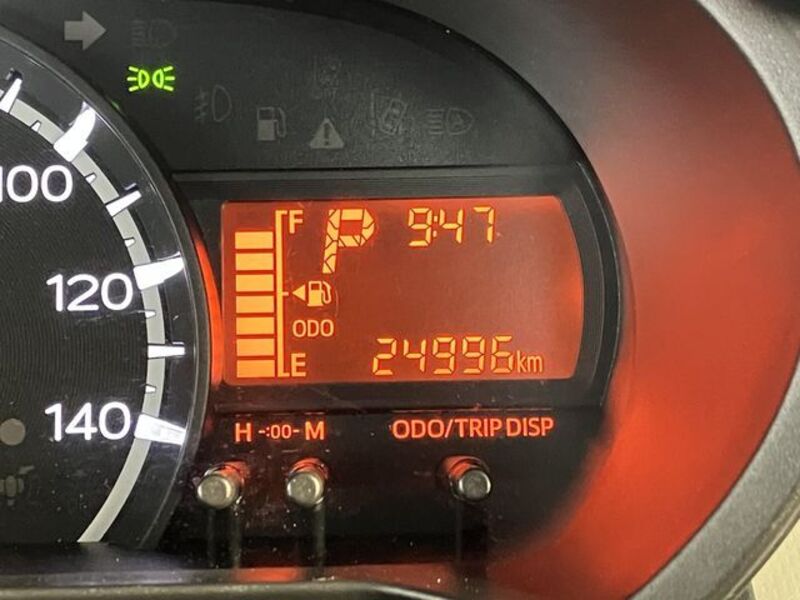 100
120
140
F
P 9:47
ODO
E
24996km
H -:00- M
ODO/TRIP DISP